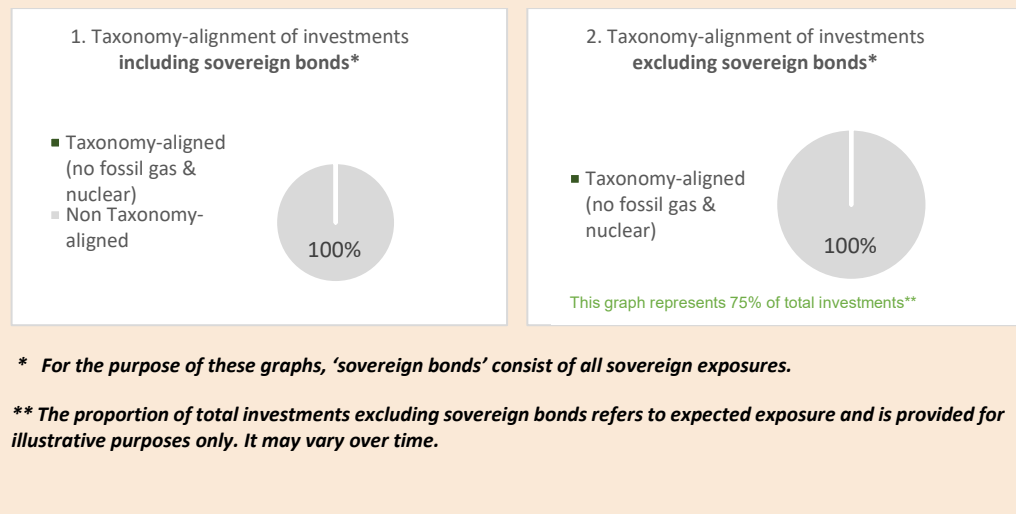 1. Taxonomy-alignment of investments
including sovereign bonds*
Taxonomy-aligned
(no fossil gas &
nuclear)
Non Taxonomy-
aligned
100%
2. Taxonomy-alignment of investments
excluding sovereign bonds*
Taxonomy-aligned
(no fossil gas &
nuclear)
100%
This graph represents 75% of total investments**
* For the purpose of these graphs, ‘sovereign bonds’ consist of all sovereign exposures.
** The proportion of total investments excluding sovereign bonds refers to expected exposure and is provided for
illustrative purposes only. It may vary over time.